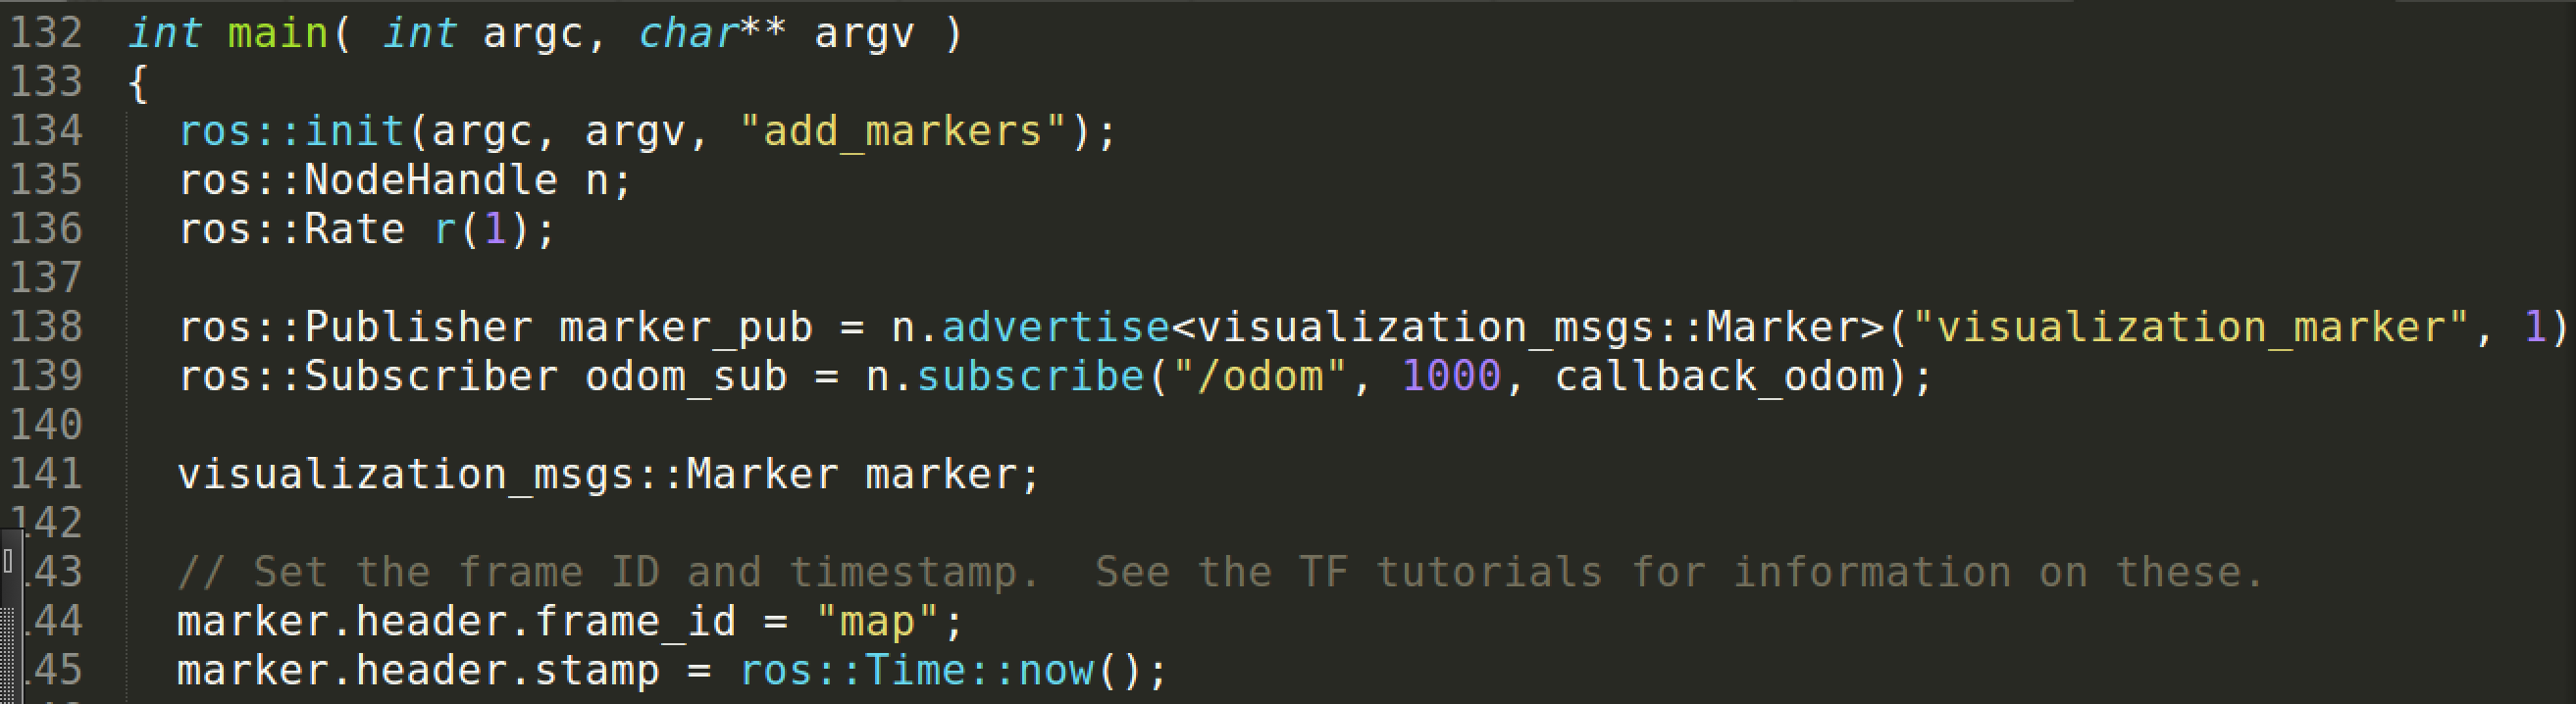 132 int main( int argc, char** argv )
133 {
134 ros::init(argc, argv, "add_markers");
135 ros::NodeHandle n;
136 ros::Rate r(1);
137
138 ros::Publisher marker_pub = n.advertise<visualization_msgs::Marker>("visualization_marker", 1)
139 ros::Subscriber odom_sub = n.subscribe("/odom", 1000, callback_odom);
140
141 visualization_msgs::Marker marker;
142
143 // Set the frame ID and timestamp.  See the TF tutorials for information on these.
144 marker.header.frame_id = "map";
145 marker.header.stamp = ros::Time::now();